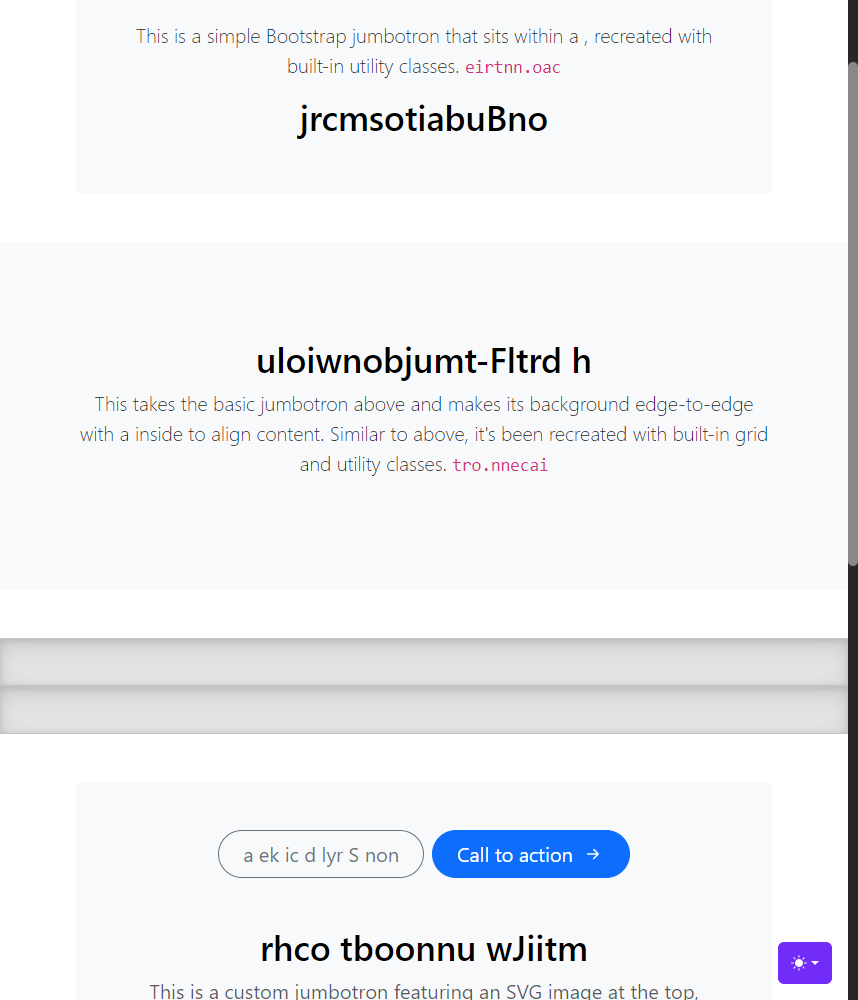 This is a simple Bootstrap jumbotron that sits within a , recreated with
built-in utility classes. eirtnn.oac
jrcmsotiabuBno
uloiwnobjumt-Fltrd h
This takes the basic jumbotron above and makes its background edge-to-edge
with a inside to align content. Similar to above, it's been recreated with built-in grid
and utility classes. tro.nnecai
a ek ic d lyr S non
Call to action
rhco tboonnu wJiitm
This is a custom jumbotron featuring an SVG image at the top,